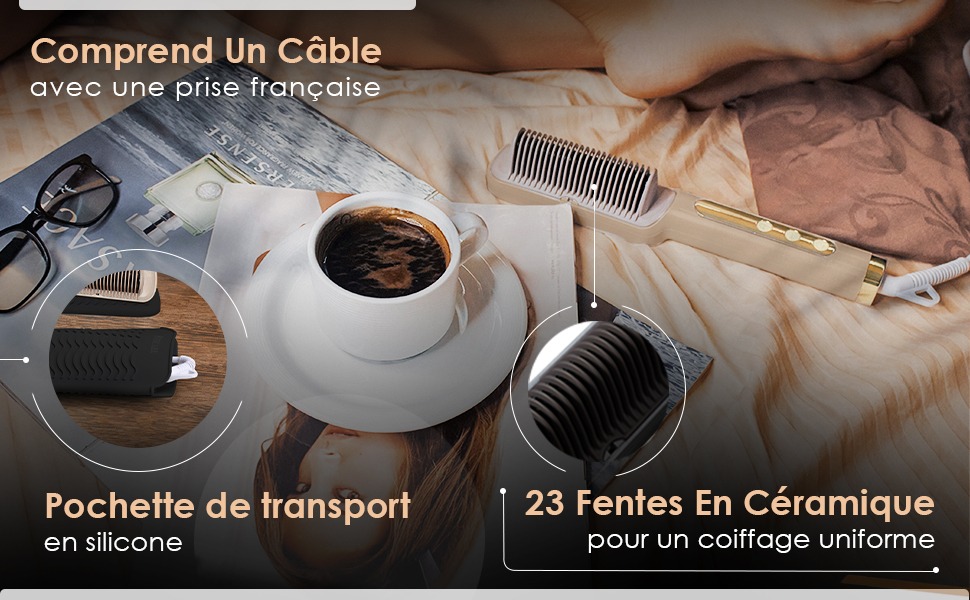 Comprend Un Câble
avec une prise française
ERSENSE
Pochette de transport
en silicone
23 Fentes En Céramique
pour un coiffage uniforme